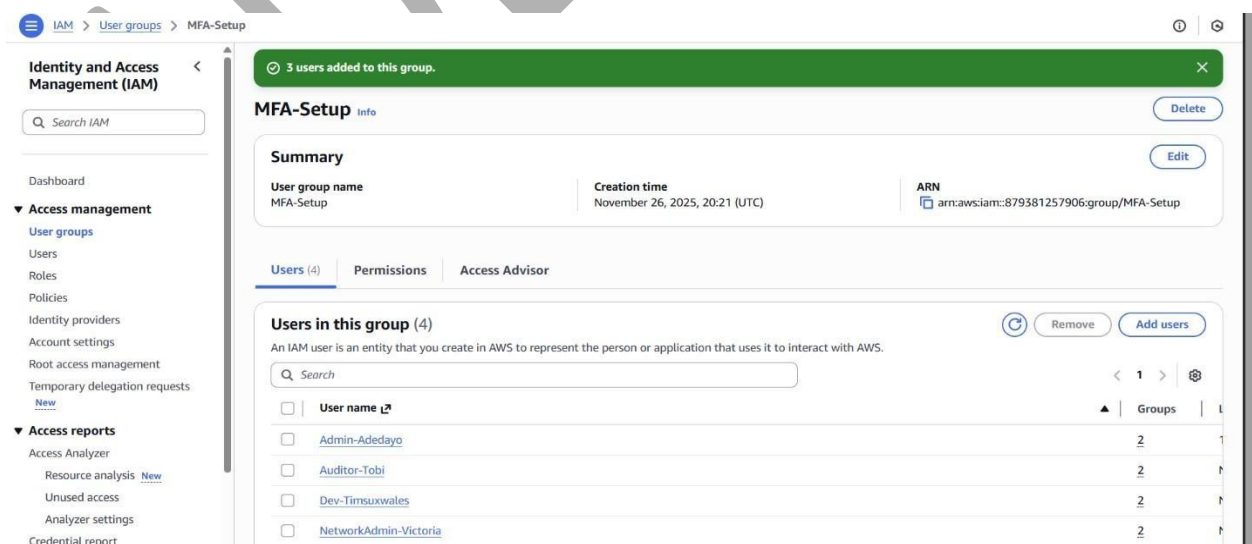 IAM > User groups > MFA-Setup
Identity and Access Management (IAM)
Search IAM
Dashboard
Access management
User groups
Users
Roles
Policies
Identity providers
Account settings
Root access management
Temporary delegation requests
New
Access reports
Access Analyzer
Resource analysis New
Unused access
Analyzer settings
Credential report
3 users added to this group.
MFA-Setup Info
Delete
Summary
Edit
User group name
MFA-Setup
Creation time
November 26, 2025, 20:21 (UTC)
ARN
arn:aws:iam::879381257906:group/MFA-Setup
Users (4)
Permissions
Access Advisor
Users in this group (4)
Remove
Add users
An IAM user is an entity that you create in AWS to represent the person or application that uses it to interact with AWS.
Search
1
User name
Groups
Admin-Adedayo 2
Auditor-Tobi 2
Dev-Timsuxwales 2
NetworkAdmin-Victoria 2